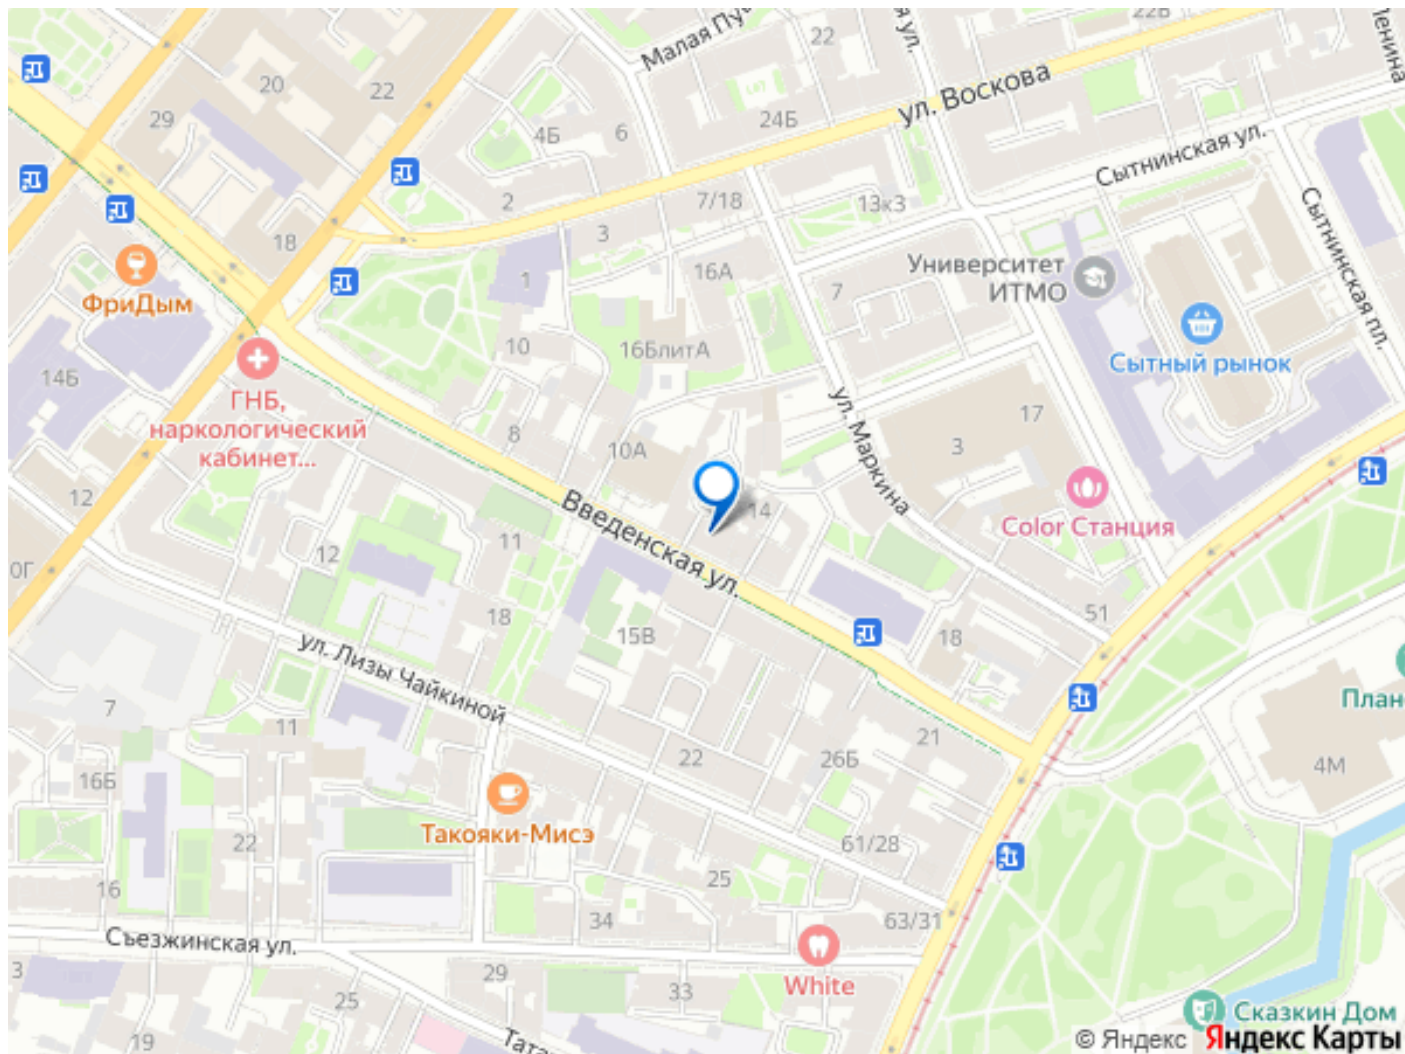 Малая Пу
я ул.
22В
Ленина
22
20
22
29
ул. Воскова
4Б
6
24Б
Сытнинская ул.
2
7/18
13к3
Сытнинская пл.
18
3
16А
Университет
ИТМО
ФриДым
1
7
Сытный рынок
10
16БлитА
14Б
ГНБ,
наркологический
кабинет...
8
10А
ул. Маркина
17
3
12
Введенская ул.
14
Color Станция
0Г
12
11
51
18
15В
18
ул. Лизы Чайкиной
План
7
11
21
22
26Б
4М
16Б
Такояки-Мисэ
22
61/28
16
25
34
63/31
Съезжинская ул.
3
29
White
33
25
Сказкин Дом
19
Тата
© Яндекс Яндекс Карты